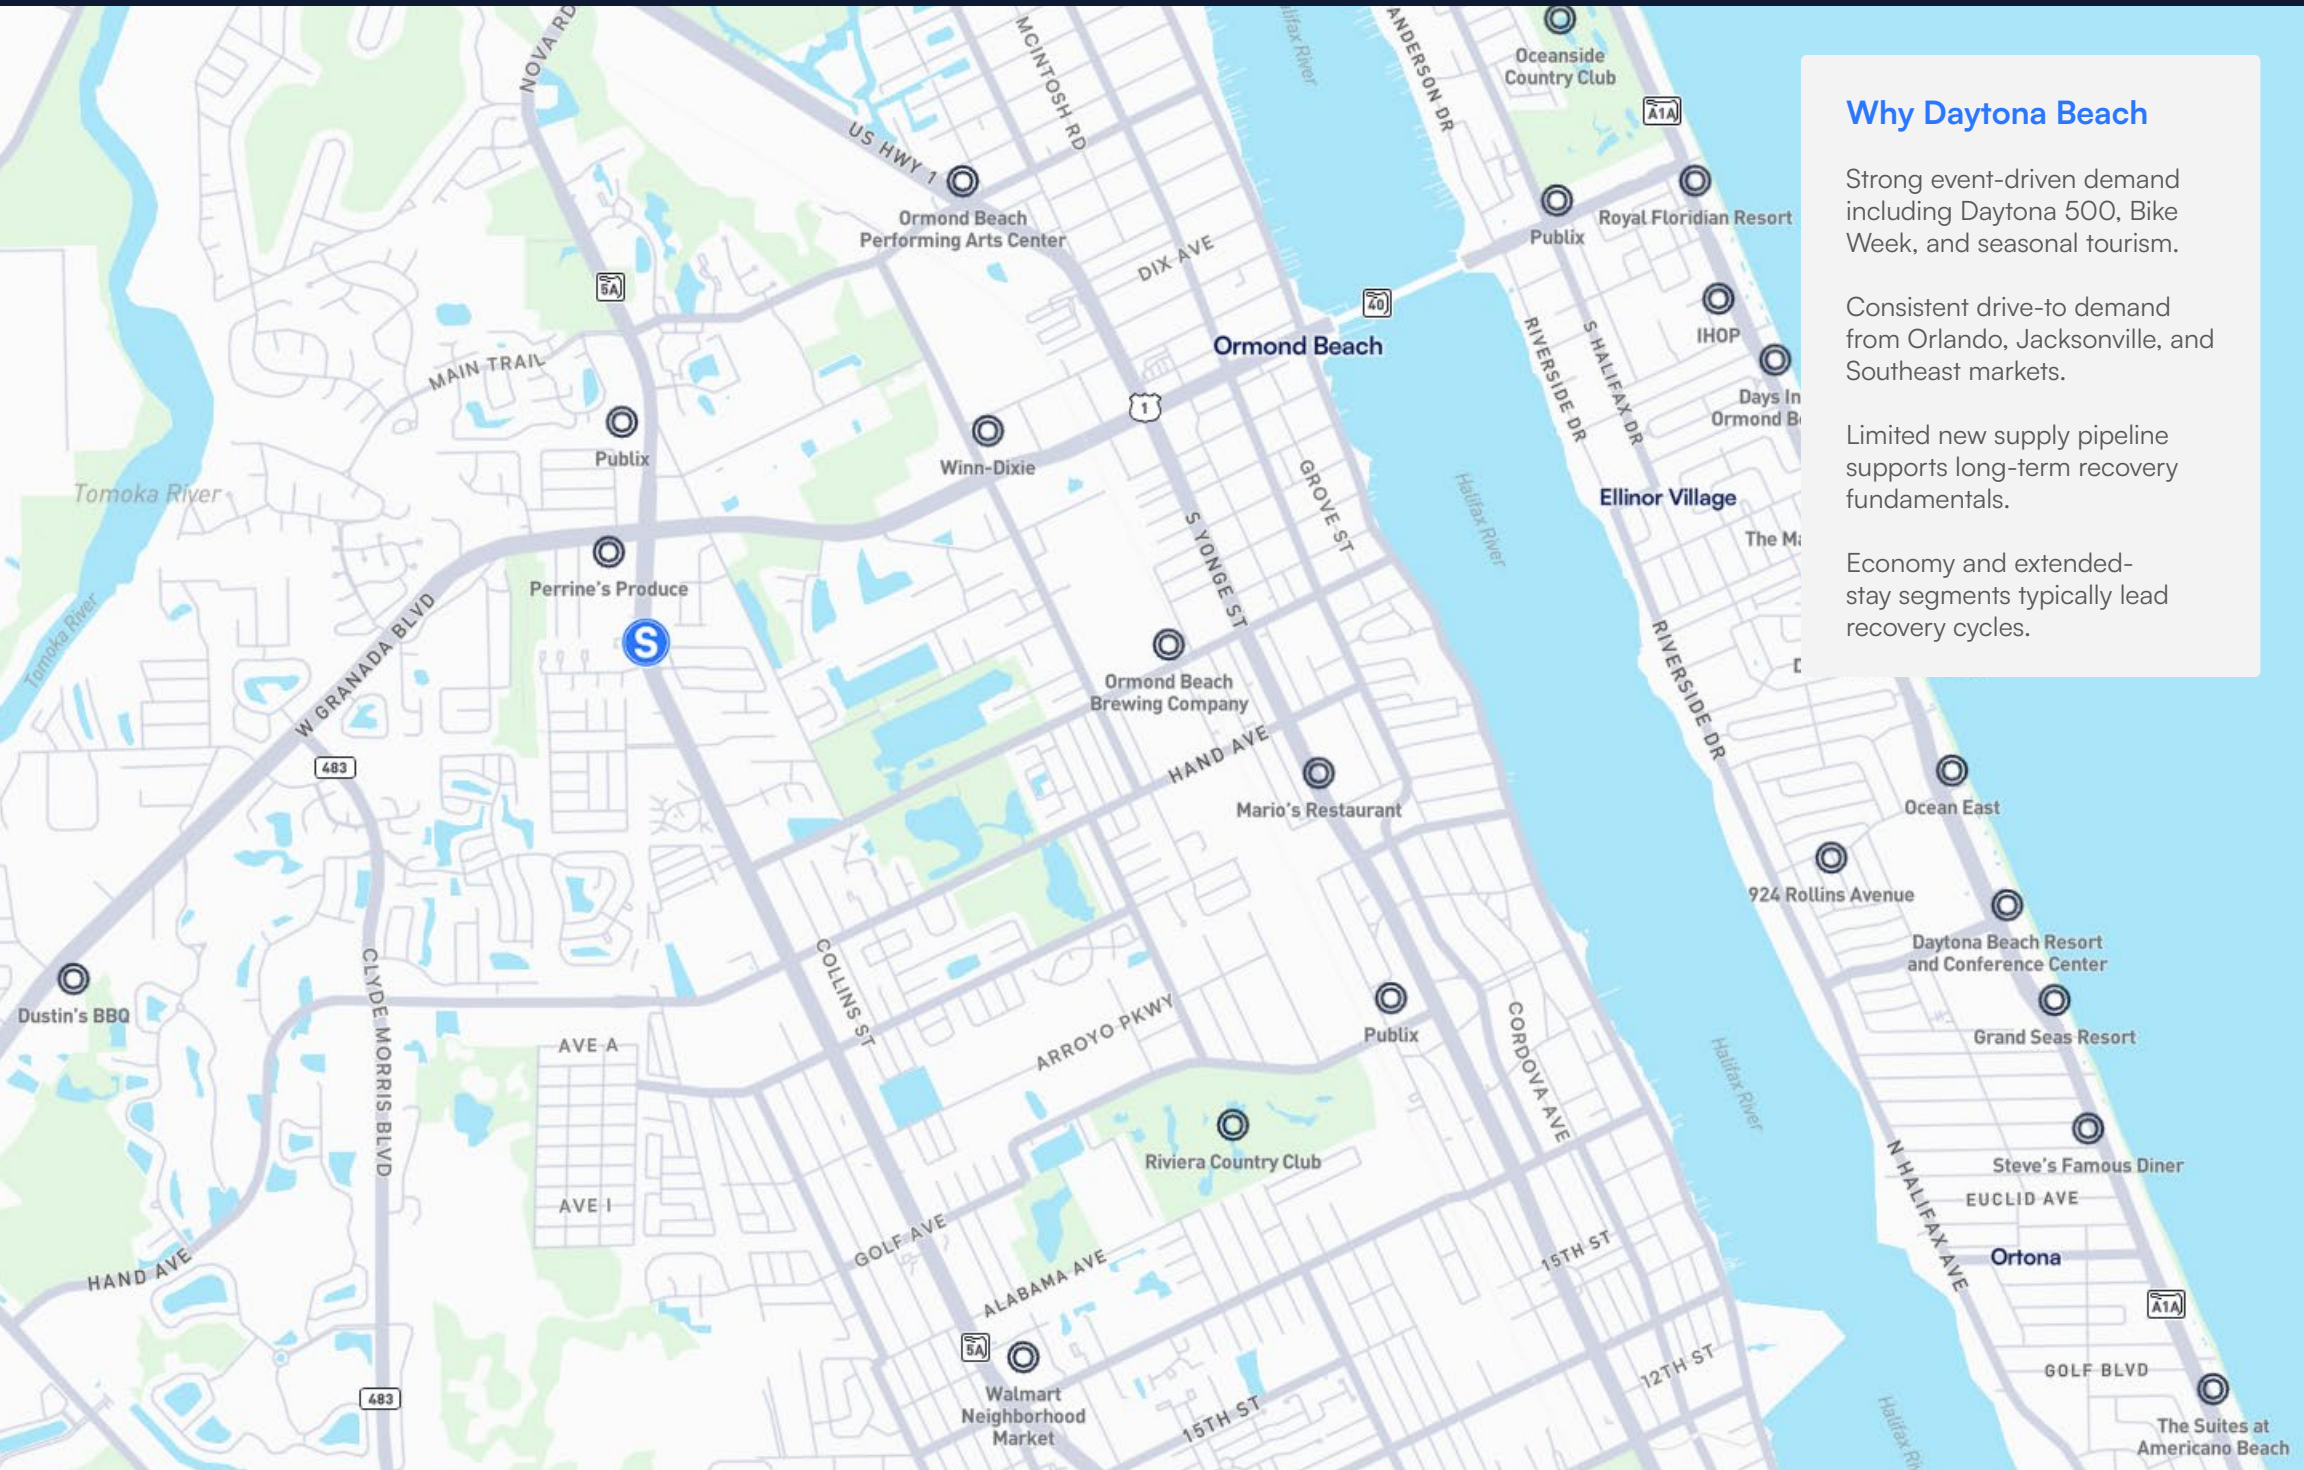 Why Daytona Beach
Strong event-driven demand
including Daytona 500, Bike
Week, and seasonal tourism.
Consistent drive-to demand
from Orlando, Jacksonville, and
Southeast markets.
Limited new supply pipeline
supports long-term recovery
fundamentals.
Economy and extended-
stay segments typically lead
recovery cycles.
NOVA RD
MCINTOSH RD
US HWY 1
Halifax River
ANDERSON DR
Oceanside
Country Club
A1A
Ormond Beach
Performing Arts Center
DIX AVE
Publix
Royal Floridian Resort
5A
40
IHOP
Ormond Beach
MAIN TRAIL
RIVERSIDE DR
S HALIFAX DR
Days In
Ormond B
1
Publix
Winn-Dixie
GROVE ST
Tomoka River
Halifax River
Ellinor Village
S YONGE ST
The Ma
Perrine's Produce
Tomoka River
W GRANADA BLVD
S
Ormond Beach
Brewing Company
RIVERSIDE DR
HAND AVE
483
Mario's Restaurant
Ocean East
924 Rollins Avenue
Daytona Beach Resort
and Conference Center
Dustin's BBQ
CLYDE MORRIS BLVD
COLLINS ST
ARROYO PKWY
Publix
CORDOVA AVE
Halifax River
Grand Seas Resort
AVE A
Riviera Country Club
Steve's Famous Diner
N HALIFAX AVE
EUCLID AVE
AVE I
GOLF AVE
15TH ST
Ortona
HAND AVE
ALABAMA AVE
A1A
5A
12TH ST
GOLF BLVD
483
Walmart
Neighborhood
Market
15TH ST
The Suites at
Americano Beach